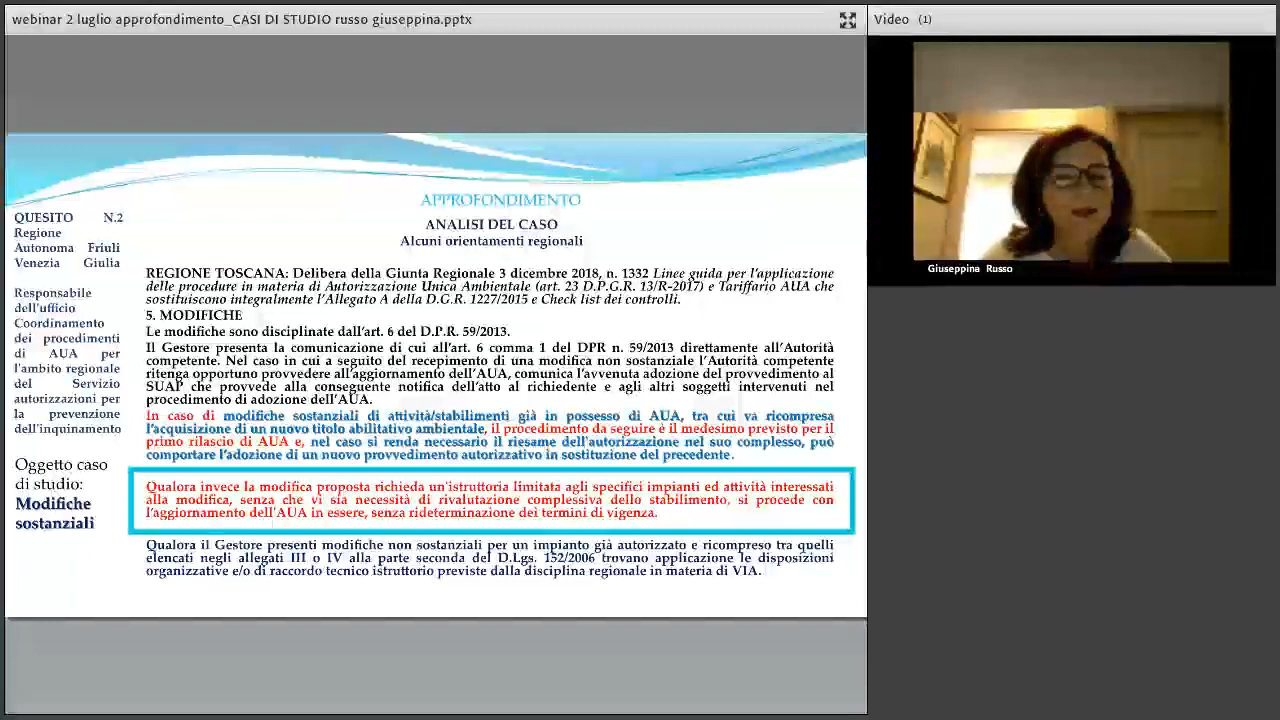 webinar 2 luglio approfondimento_CASI DI STUDIO russo giuseppina.pptx
Video (1)
Giuseppina Russo
APPROFONDIMENTO
ANALISI DEL CASO
Alcuni orientamenti regionali
QUESITO N.2
Regione
Autonoma Friuli
Venezia Giulia
Responsabile
dell'ufficio
Coordinamento
dei procedimenti
di AUA per
l'ambito regionale
del Servizio
autorizzazioni per
la prevenzione
dell'inquinamento
Oggetto caso
di studio:
Modifiche
sostanziali
REGIONE TOSCANA: Delibera della Giunta Regionale 3 dicembre 2018, n. 1332 Linee guida per l'applicazione
delle procedure in materia di Autorizzazione Unica Ambientale (art. 23 D.P.G.R. 13/R-2017) e Tariffario AUA che
sostituiscono integralmente l'Allegato A della D.G.R. 1227/2015 e Check list dei controlli.
5. MODIFICHE
Le modifiche sono disciplinate dall'art. 6 del D.P.R. 59/2013.
Il Gestore presenta la comunicazione di cui all'art. 6 comma 1 del DPR n. 59/2013 direttamente all'Autorità
competente. Nel caso in cui a seguito del recepimento di una modifica non sostanziale l'Autorità competente
ritenga opportuno provvedere all'aggiornamento dell'AUA, comunica l'avvenuta adozione del provvedimento al
SUAP che provvede alla conseguente notifica dell'atto al richiedente e agli altri soggetti intervenuti nel
procedimento di adozione dell'AUA.
In caso di modifiche sostanziali di attività/stabilimenti già in possesso di AUA, tra cui va ricompresa
l'acquisizione di un nuovo titolo abilitativo ambientale, il procedimento da seguire è il medesimo previsto per il
primo rilascio di AUA e, nel caso si renda necessario il riesame dell'autorizzazione nel suo complesso, può
comportare l'adozione di un nuovo provvedimento autorizzativo in sostituzione del precedente.
Qualora invece la modifica proposta richieda un'istruttoria limitata agli specifici impianti ed attività interessati
alla modifica, senza che vi sia necessità di rivalutazione complessiva dello stabilimento, si procede con
l'aggiornamento dell'AUA in essere, senza rideterminazione dei termini di vigenza.
Qualora il Gestore presenti modifiche non sostanziali per un impianto già autorizzato e ricompreso tra quelli
elencati negli allegati III o IV alla parte seconda del D.Lgs. 152/2006 trovano applicazione le disposizioni
organizzative e/o di raccordo tecnico istruttorio previste dalla disciplina regionale in materia di VIA.